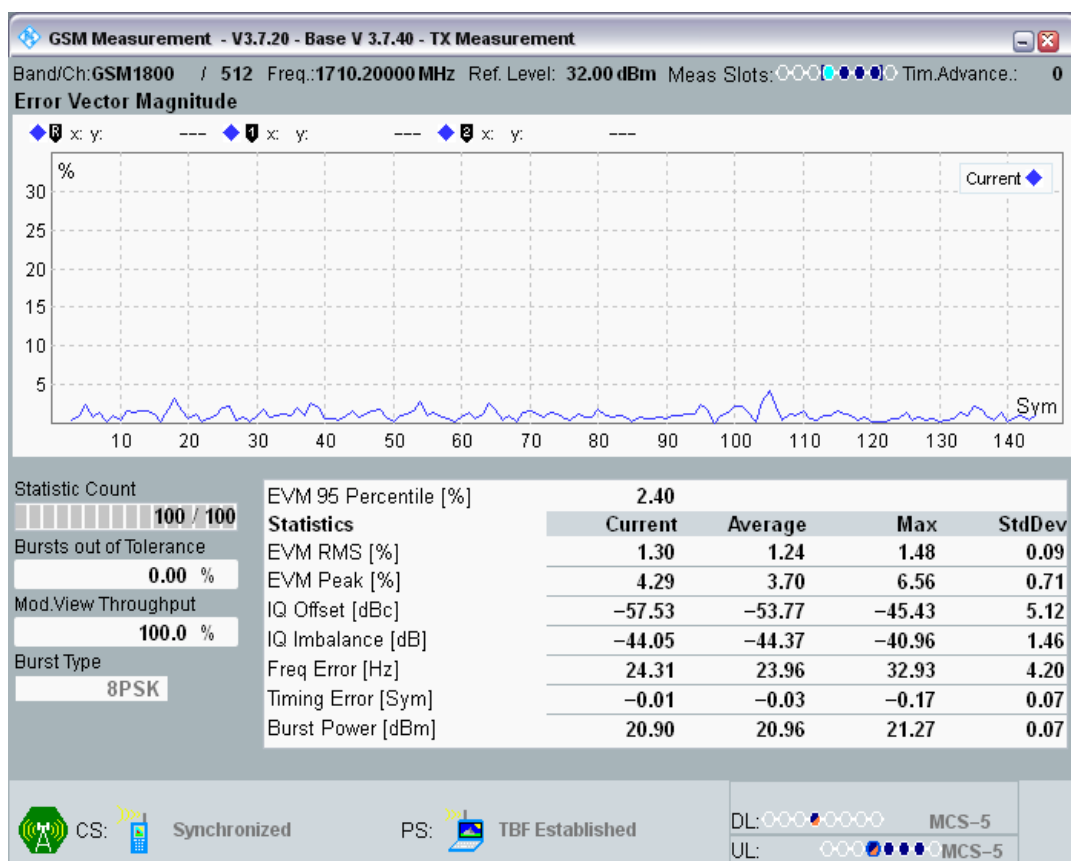 GSM Measurement - V3.7.20 - Base V 3.7.40 - TX Measurement
Band/Ch:GSM1800 / 512 Freq.:1710.20000 MHz Ref. Level: 32.00 dBm Meas Slots: Tim.Advance.: 0
Error Vector Magnitude
R x: y: --- 1 x: y: --- 2 x: y: ---
%
Current
30
25
20
15
10
5
Sym
10 20 30 40 50 60 70 80 90 100 110 120 130 140
Statistic Count
100 / 100
Bursts out of Tolerance
0.00 %
Mod.View Throughput
100.0 %
Burst Type
8PSK
EVM 95 Percentile [%] 2.40
Statistics Current Average Max StdDev
EVM RMS [%] 1.30 1.24 1.48 0.09
EVM Peak [%] 4.29 3.70 6.56 0.71
IQ Offset [dBc] −57.53 −53.77 −45.43 5.12
IQ Imbalance [dB] −44.05 −44.37 −40.96 1.46
Freq Error [Hz] 24.31 23.96 32.93 4.20
Timing Error [Sym] −0.01 −0.03 −0.17 0.07
Burst Power [dBm] 20.90 20.96 21.27 0.07
CS: Synchronized PS: TBF Established
DL: MCS−5
UL: MCS−5